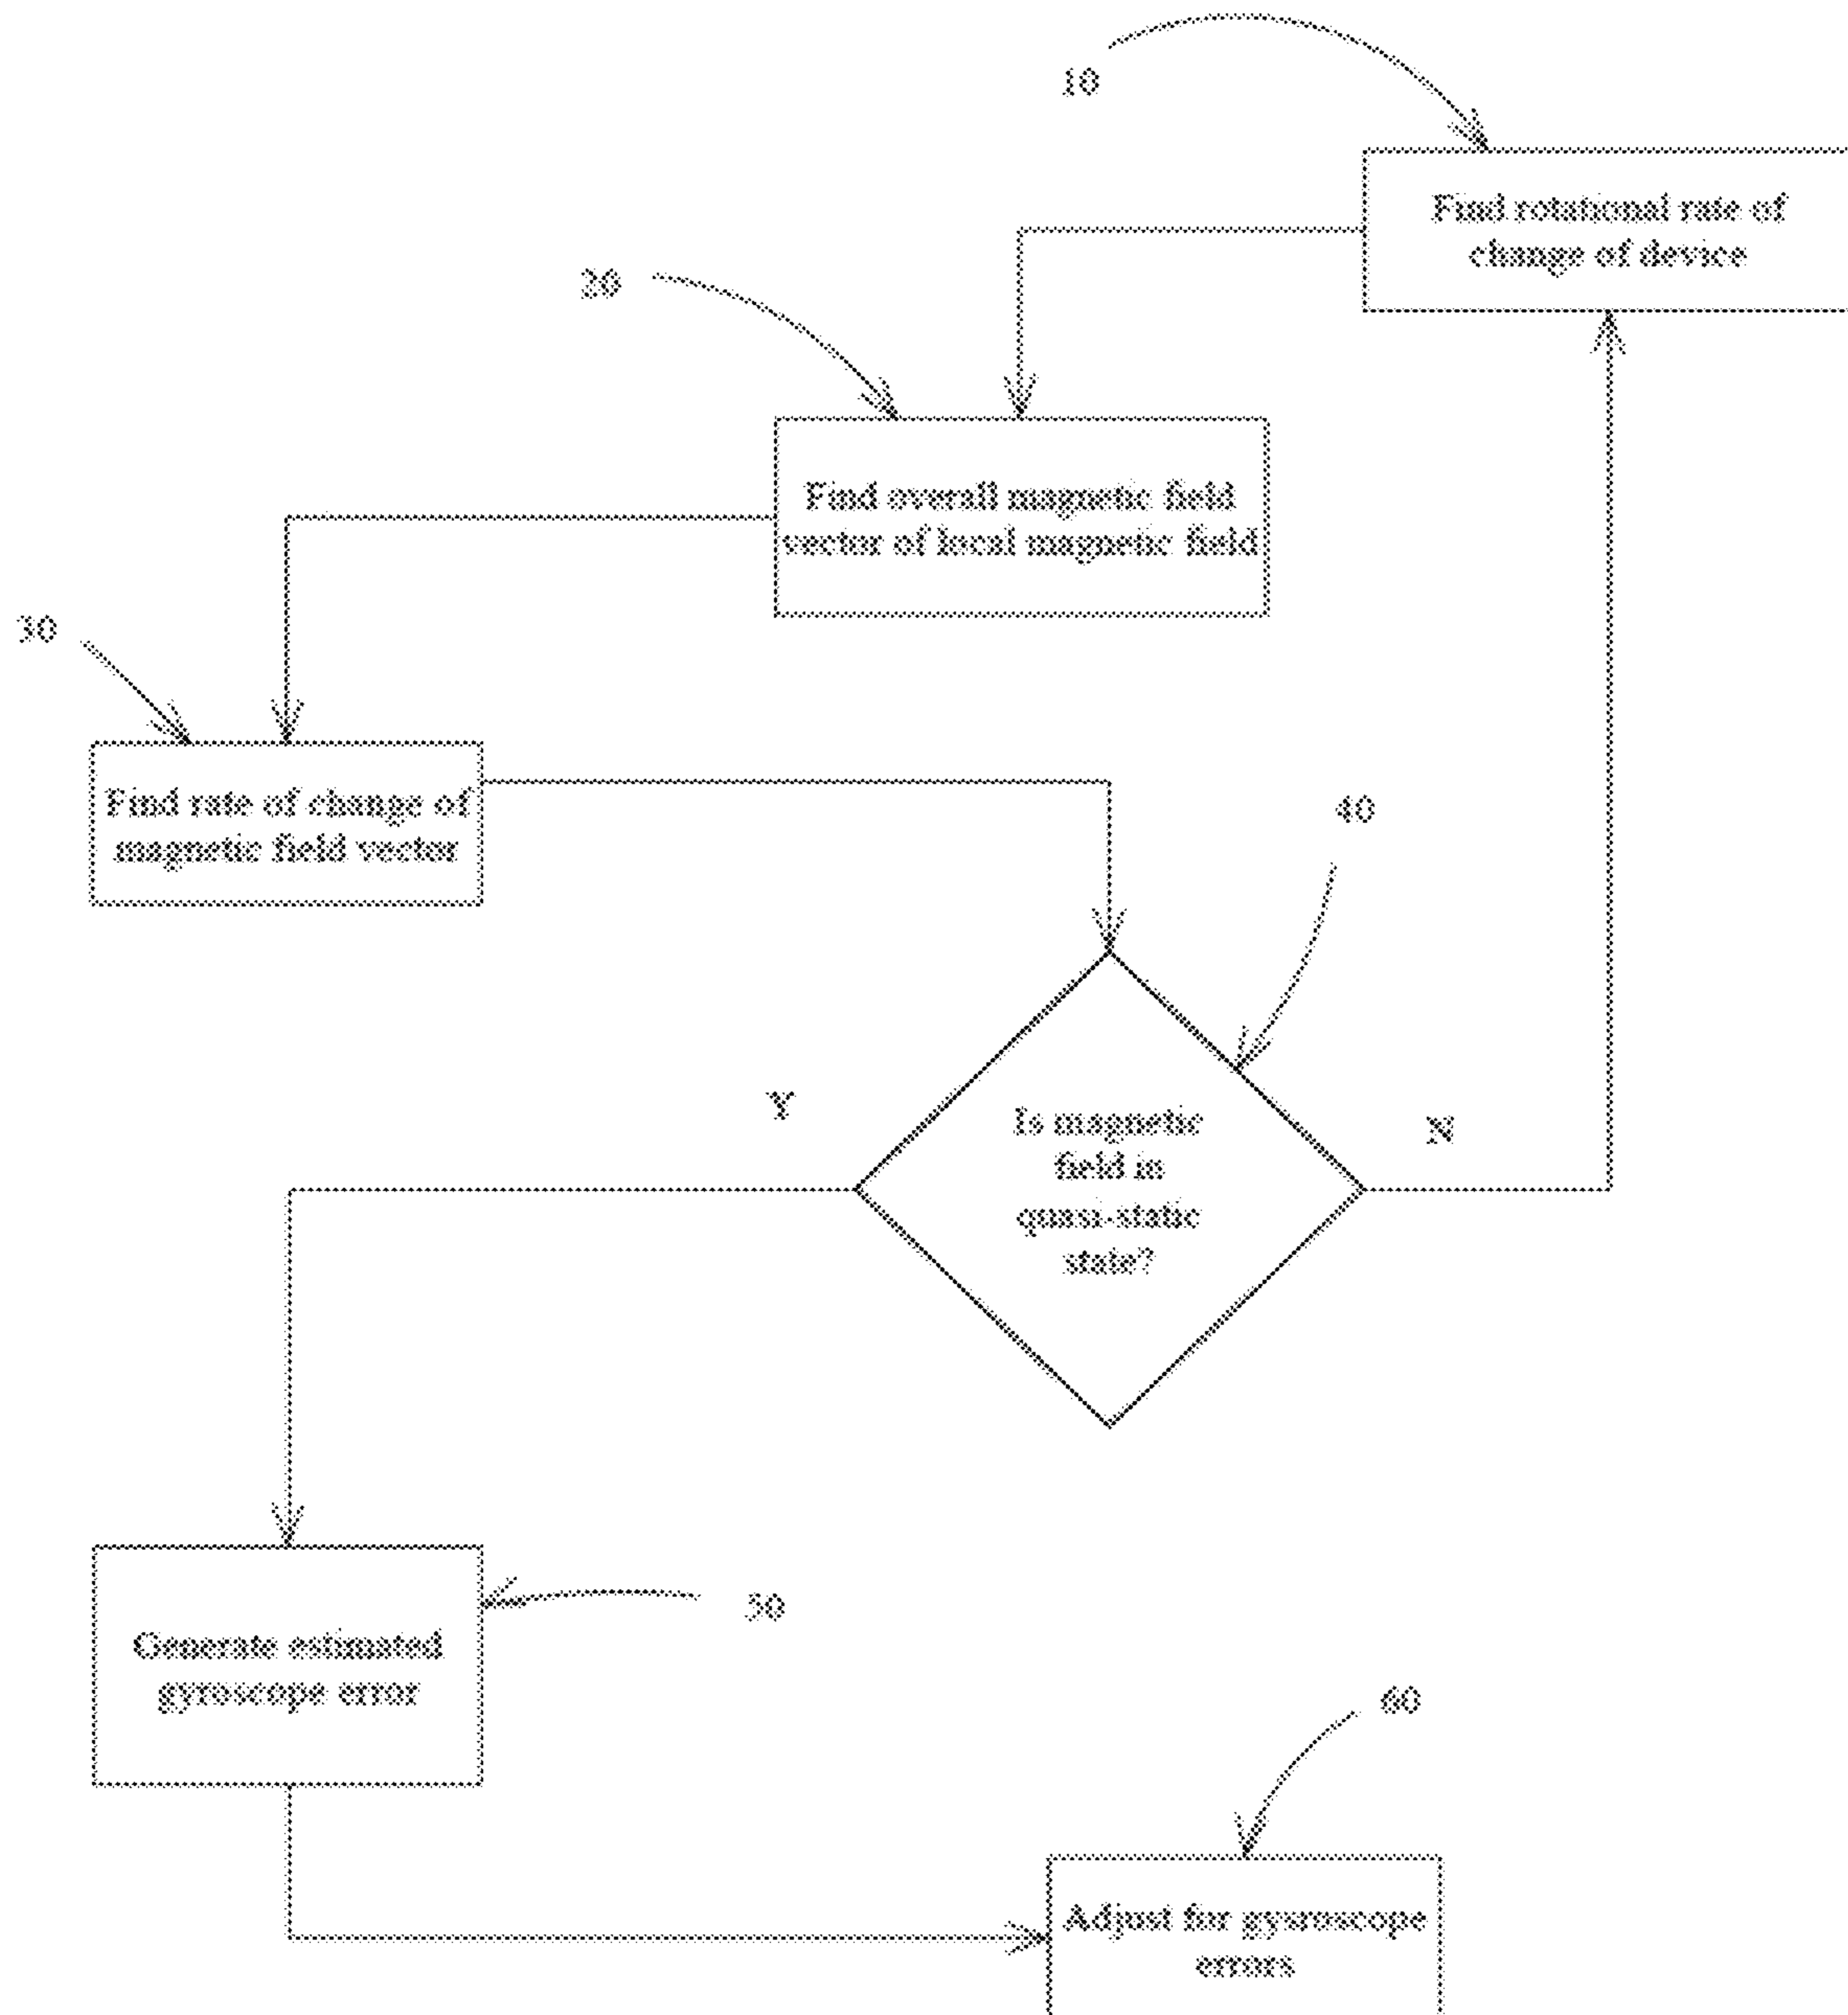 10
Find rotational rate of
change of device
20
Find overall magnetic field
vector of local magnetic field
30
Find rate of change of
magnetic field vector
40
Is magnetic
field in
quasi-static
state?
Y
N
Generate estimated
gyroscope error
50
60
Adjust for gysroscope
errors